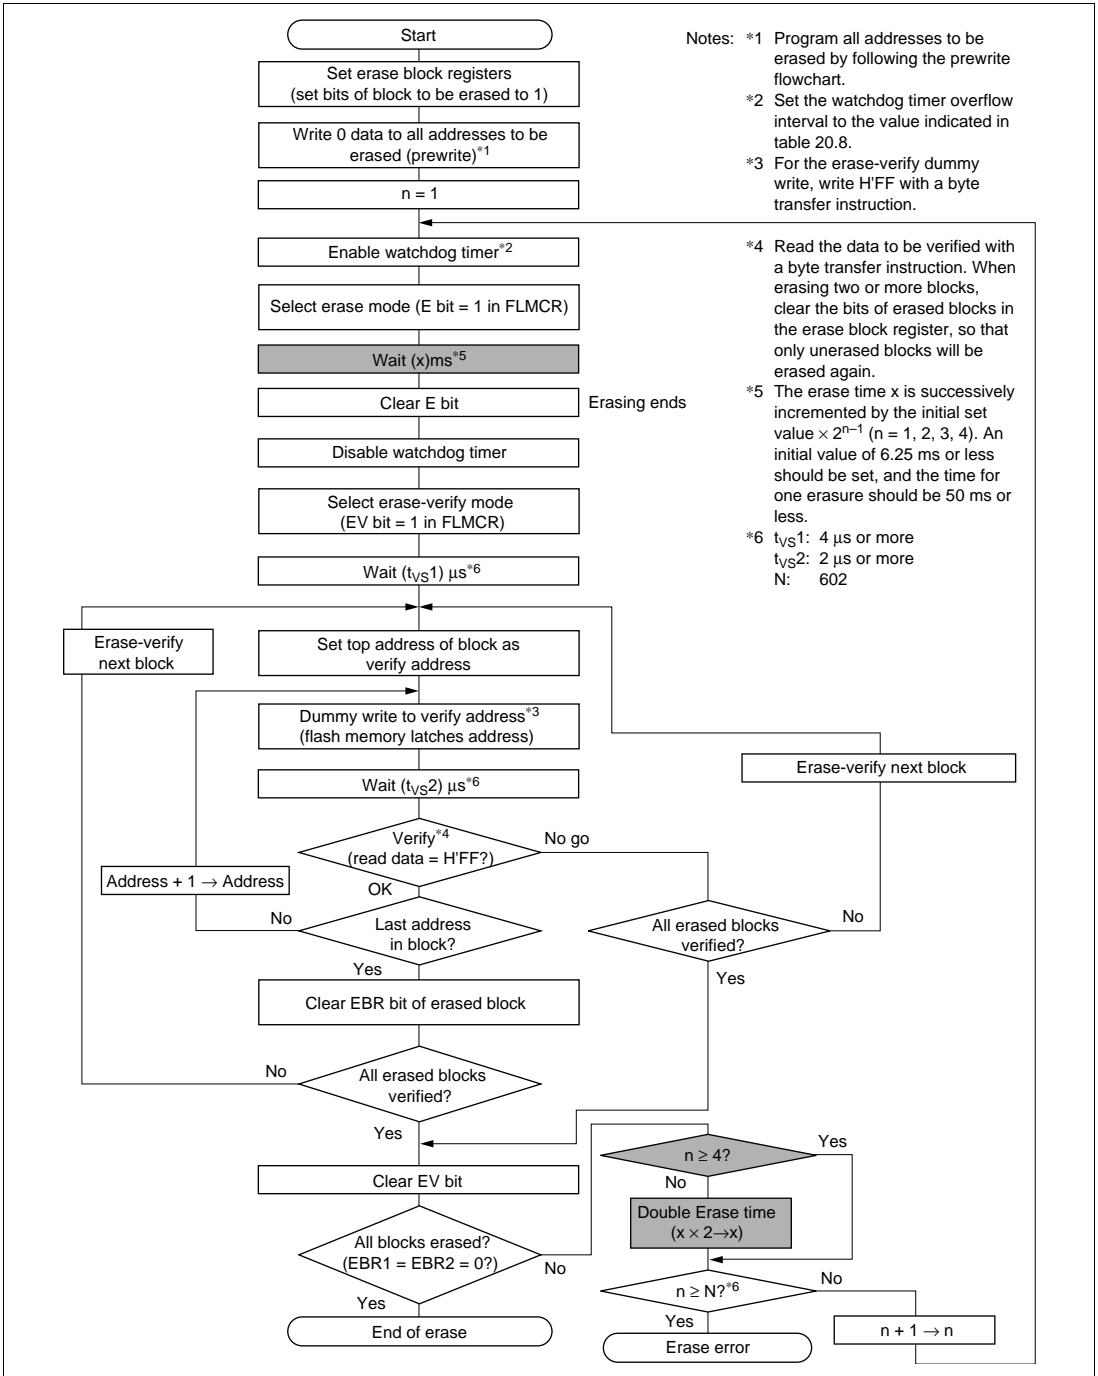 Start
Set erase block registers
(set bits of block to be erased to 1)
Write 0 data to all addresses to be
erased (prewrite)*1
n = 1
Enable watchdog timer*2
Select erase mode (E bit = 1 in FLMCR)
Wait (x)ms*5
Clear E bit
Erasing ends
Disable watchdog timer
Select erase-verify mode
(EV bit = 1 in FLMCR)
Wait (tVS1) μs*6
Erase-verify
next block
Set top address of block as
verify address
Dummy write to verify address*3
(flash memory latches address)
Wait (tVS2) μs*6
Erase-verify next block
Verify*4
(read data = H'FF?)
No go
OK
Address + 1 → Address
No
Last address
in block?
Yes
All erased blocks
verified?
No
Yes
Clear EBR bit of erased block
No
All erased blocks
verified?
Yes
Clear EV bit
All blocks erased?
(EBR1 = EBR2 = 0?)
No
Yes
End of erase
n ≥ 4?
Yes
No
Double Erase time
(x × 2→x)
n ≥ N?*6
No
Yes
n + 1 → n
Erase error
Notes: *1 Program all addresses to be
erased by following the prewrite
flowchart.
*2 Set the watchdog timer overflow
interval to the value indicated in
table 20.8.
*3 For the erase-verify dummy
write, write H'FF with a byte
transfer instruction.
*4 Read the data to be verified with
a byte transfer instruction. When
erasing two or more blocks,
clear the bits of erased blocks in
the erase block register, so that
only unerased blocks will be
erased again.
*5 The erase time x is successively
incremented by the initial set
value × 2n–1 (n = 1, 2, 3, 4). An
initial value of 6.25 ms or less
should be set, and the time for
one erasure should be 50 ms or
less.
*6 tVS1: 4 μs or more
tVS2: 2 μs or more
N: 602